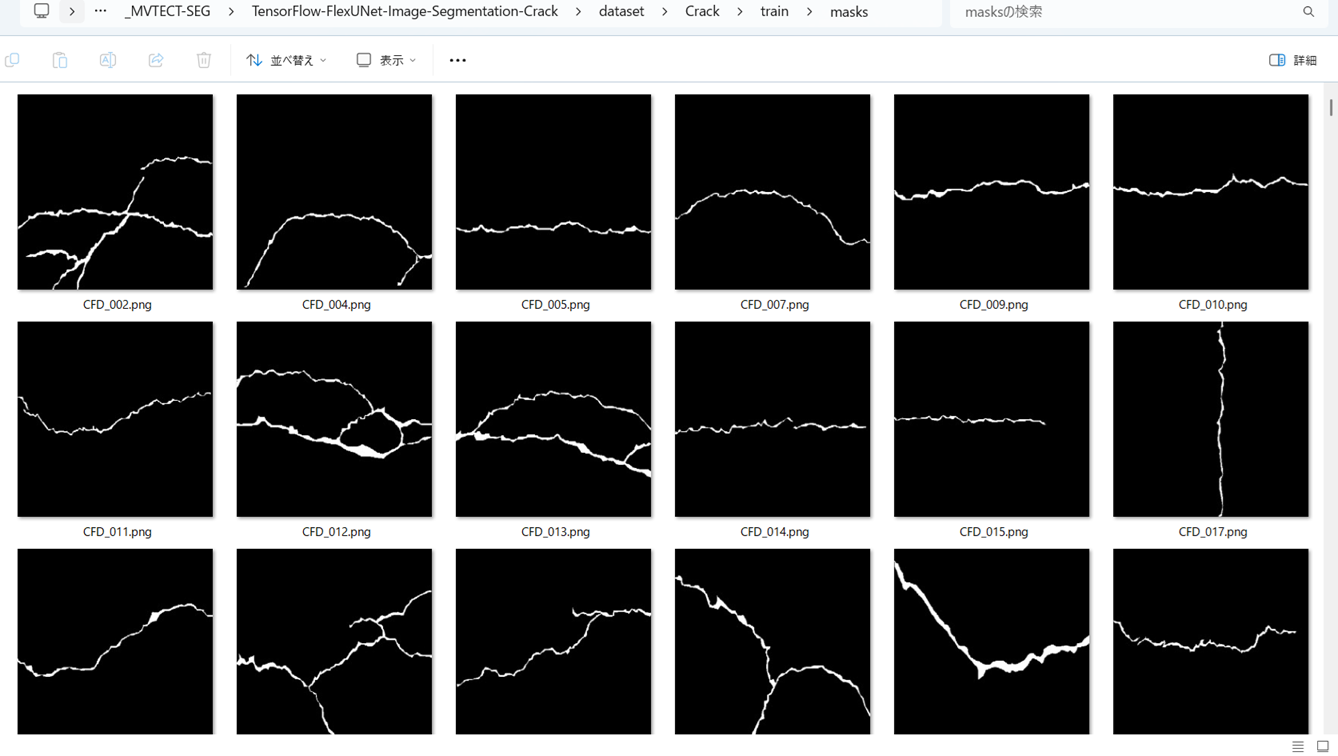 _MVTECT-SEG > TensorFlow-FlexUNet-Image-Segmentation-Crack > dataset > Crack > train > masks masksの検索
並べ替え 表示 詳細
CFD_002.png CFD_004.png CFD_005.png CFD_007.png CFD_009.png CFD_010.png
CFD_011.png CFD_012.png CFD_013.png CFD_014.png CFD_015.png CFD_017.png